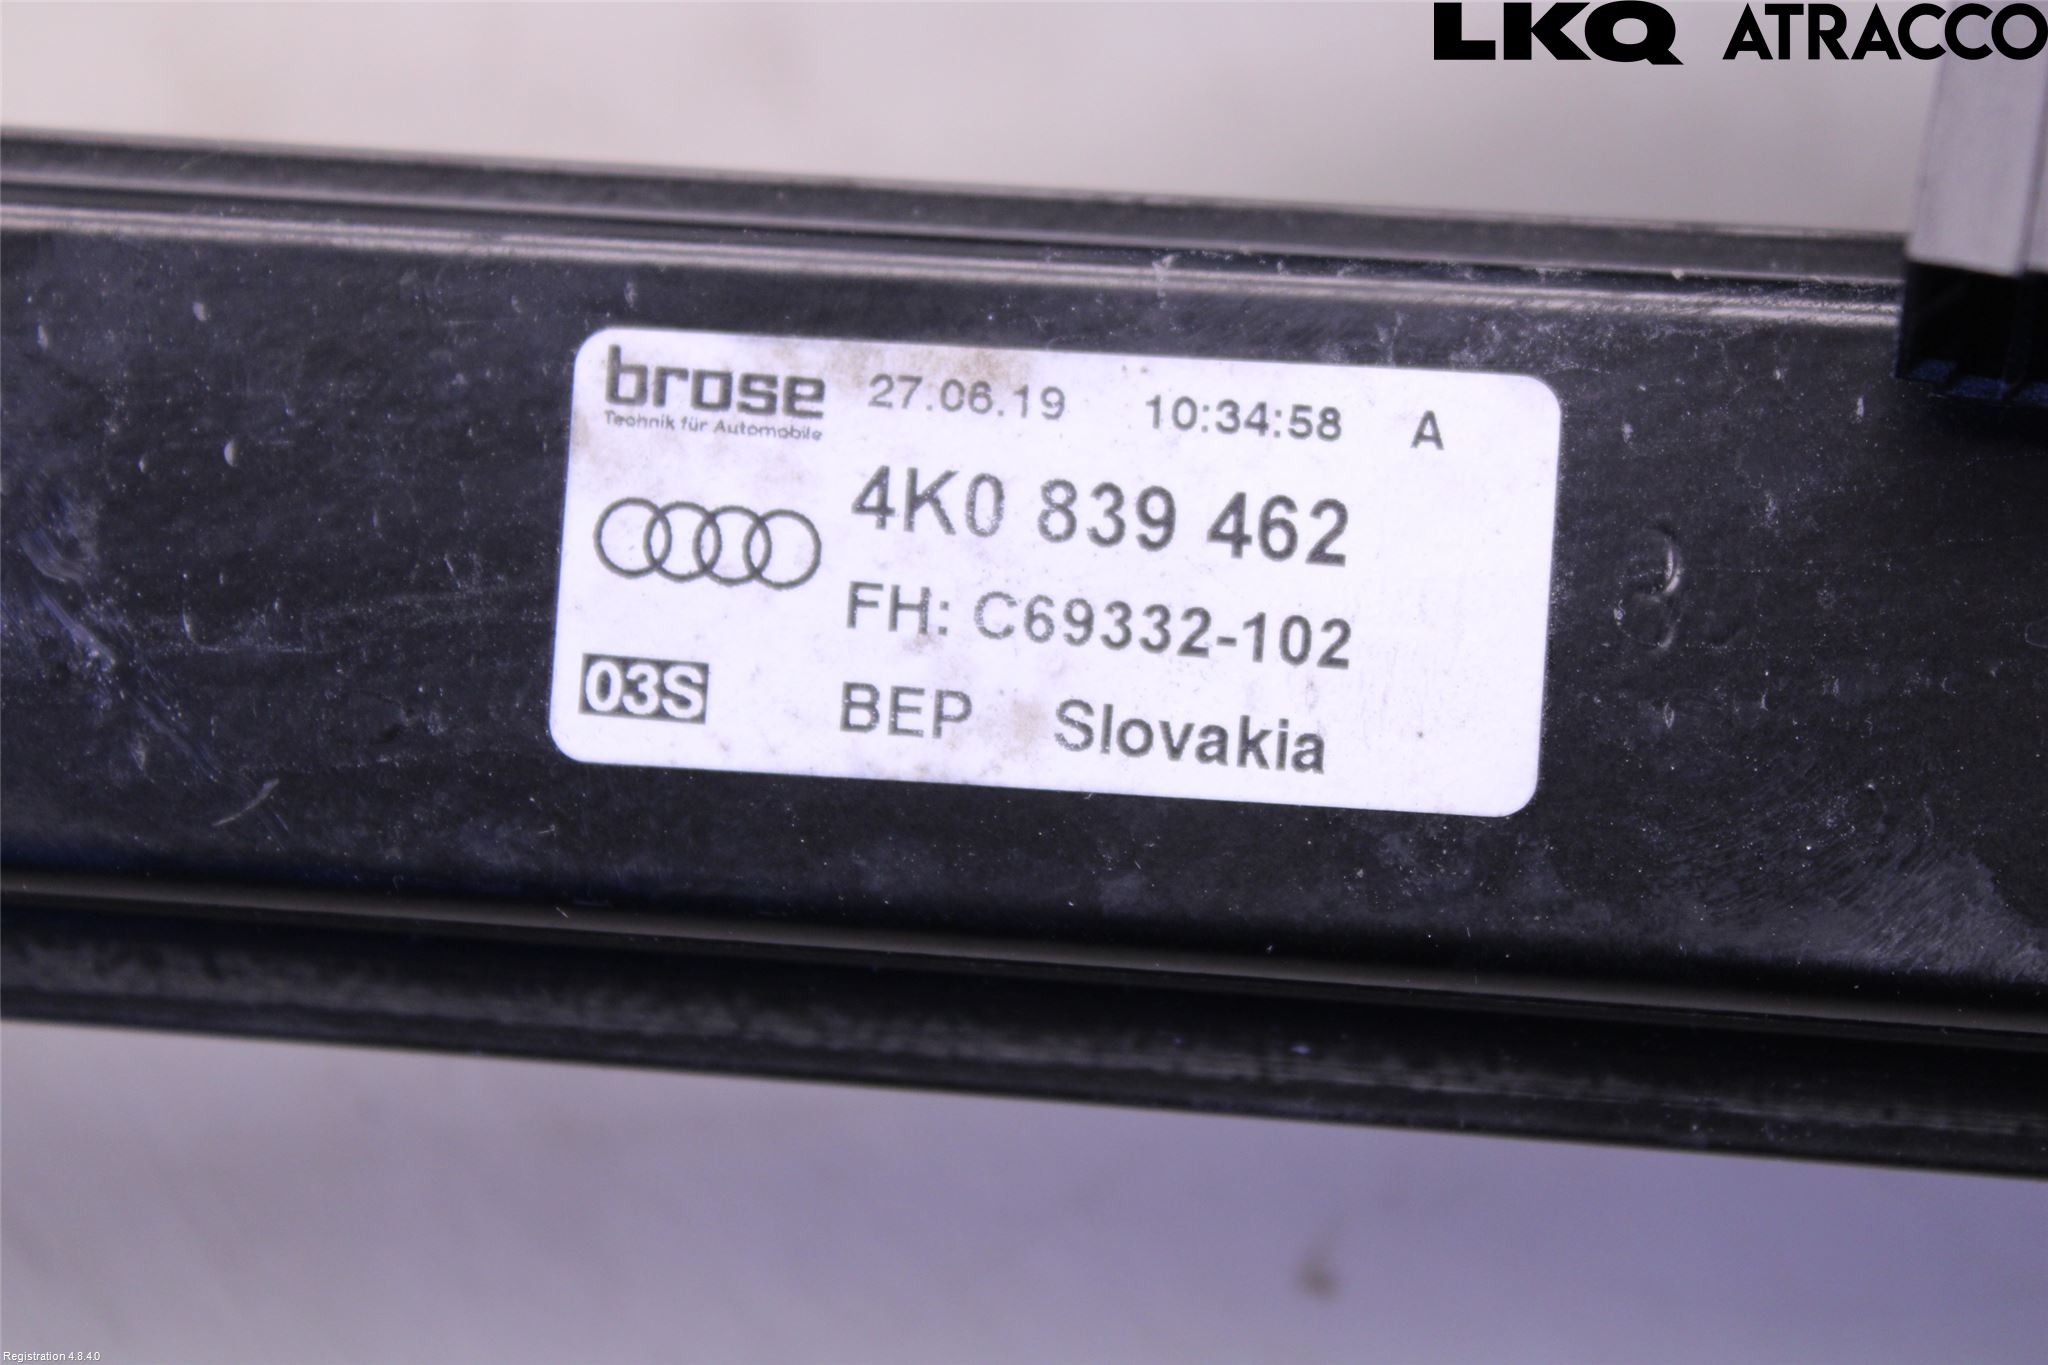 LKQ ATRACCO
brose 27.06.19 10:34:58 A
Technik für Automobile
4K0 839 462
FH: C69332-102
03S BEP Slovakia
Registration 4.8.4.0